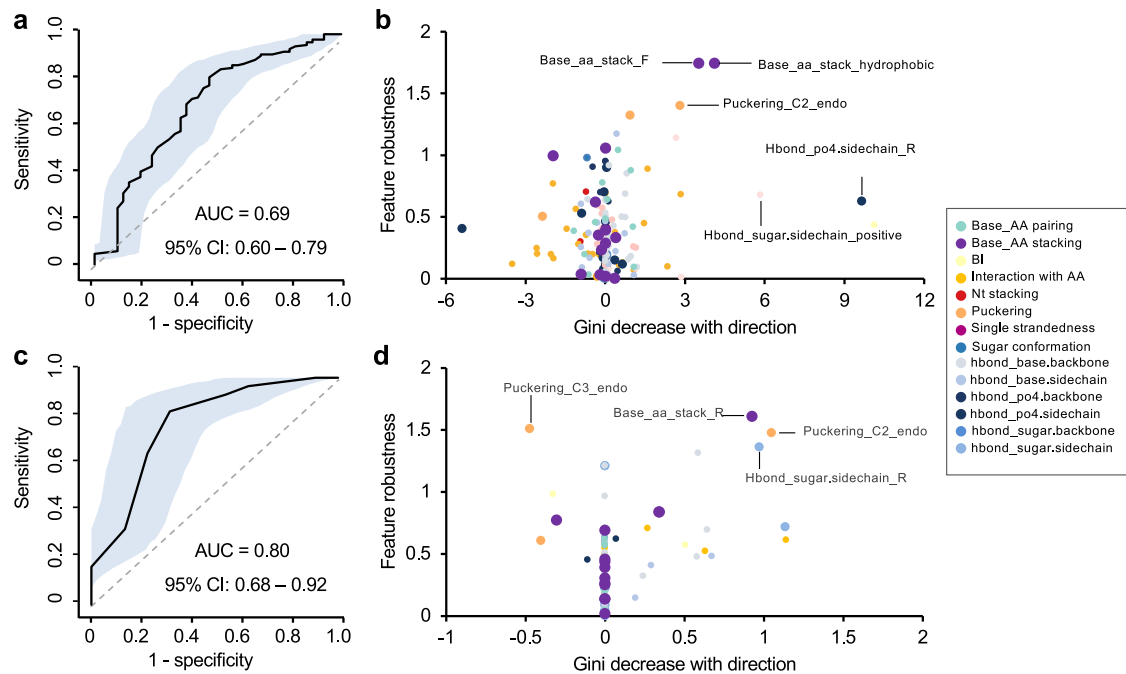 a
1.0
0.8
0.6
0.4
0.2
0
Sensitivity
AUC = 0.69
95% CI: 0.60 – 0.79
0
0.2
0.4
0.6
0.8
1.0
1 - specificity
b
2
1.5
1
0.5
0
Feature robustness
Base_aa_stack_F
Base_aa_stack_hydrophobic
Puckering_C2_endo
Hbond_po4.sidechain_R
Hbond_sugar.sidechain_positive
-6
-3
0
3
6
9
12
Gini decrease with direction
Base_AA pairing
Base_AA stacking
BI
Interaction with AA
Nt stacking
Puckering
Single strandedness
Sugar conformation
hbond_base.backbone
hbond_base.sidechain
hbond_po4.backbone
hbond_po4.sidechain
hbond_sugar.backbone
hbond_sugar.sidechain
c
1.0
0.8
0.6
0.4
0.2
0
Sensitivity
AUC = 0.80
95% CI: 0.68 – 0.92
0
0.2
0.4
0.6
0.8
1.0
1 - specificity
d
2
1.5
1
0.5
0
Feature robustness
Puckering_C3_endo
Base_aa_stack_R
Puckering_C2_endo
Hbond_sugar.sidechain_R
-1
-0.5
0
0.5
1
1.5
2
Gini decrease with direction